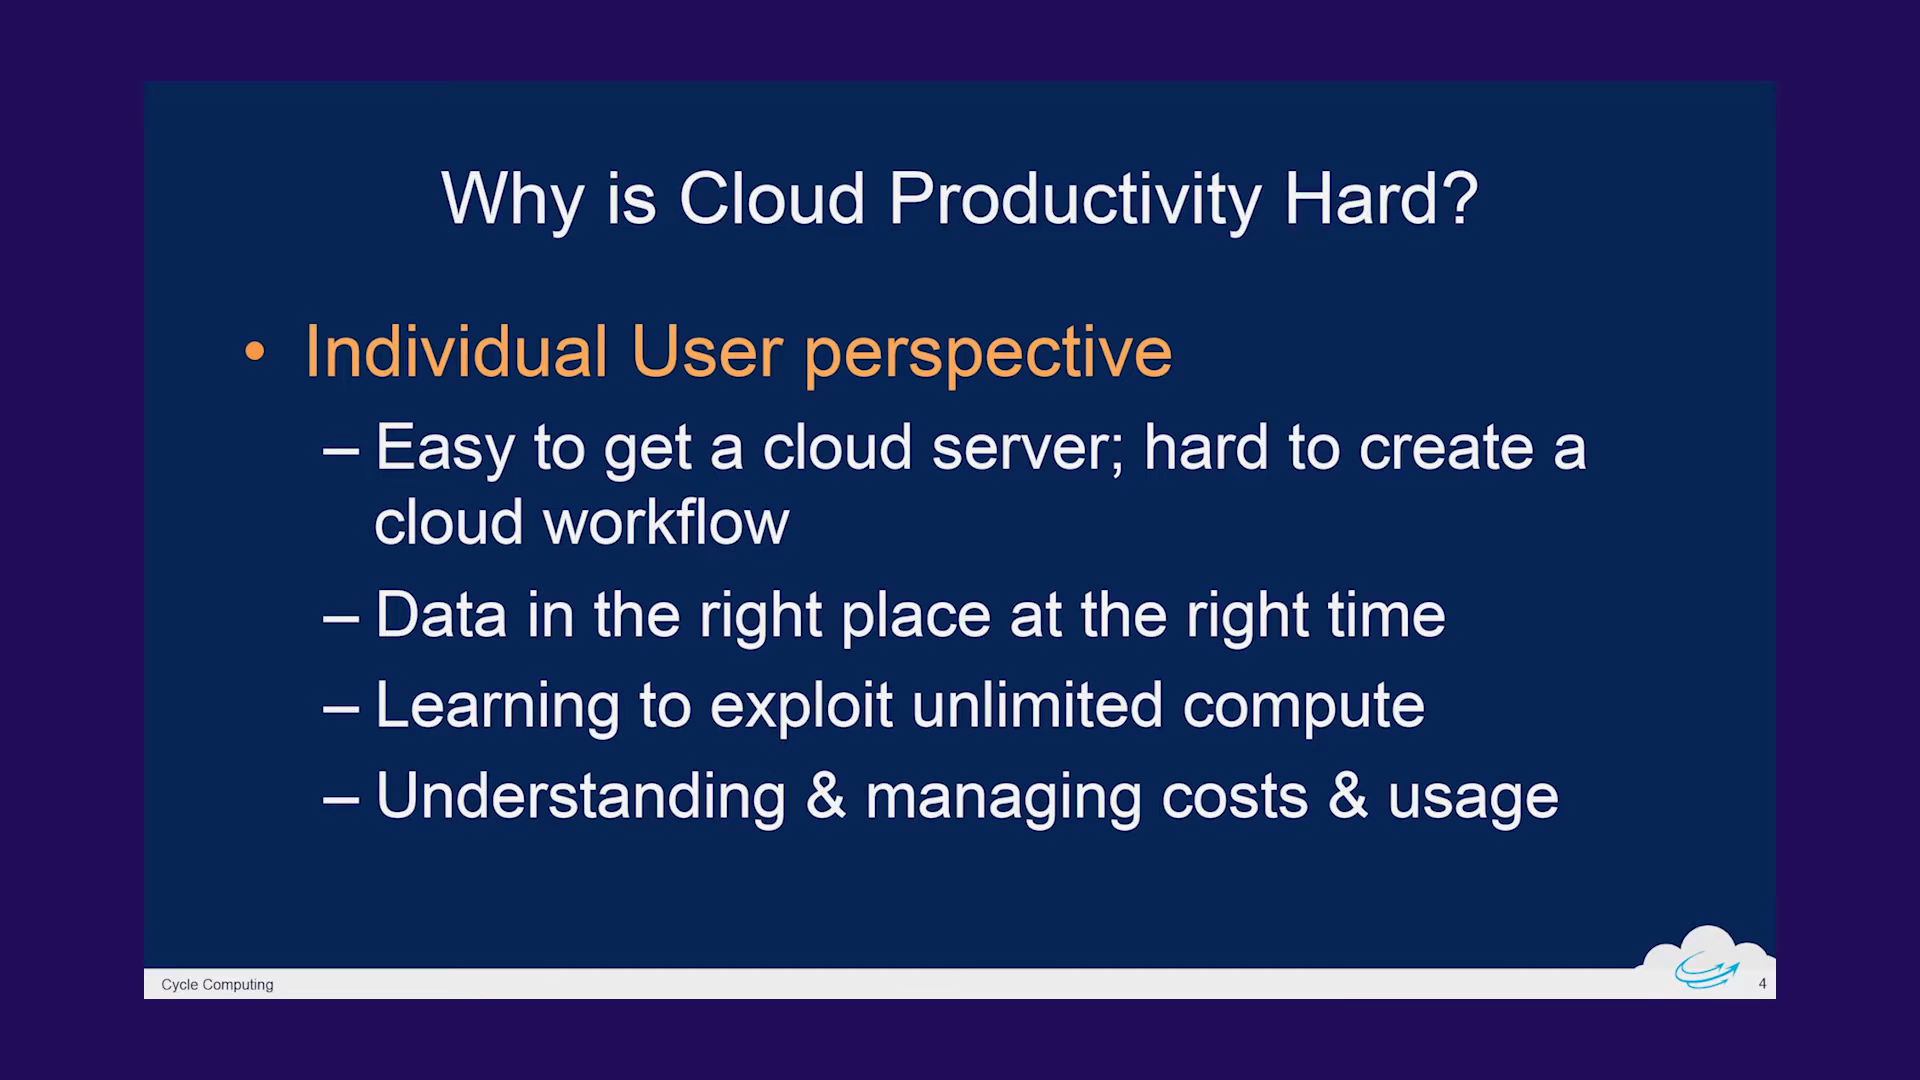 Why is Cloud Productivity Hard?
• Individual User perspective
– Easy to get a cloud server; hard to create a
cloud workflow
– Data in the right place at the right time
– Learning to exploit unlimited compute
– Understanding & managing costs & usage
Cycle Computing
4